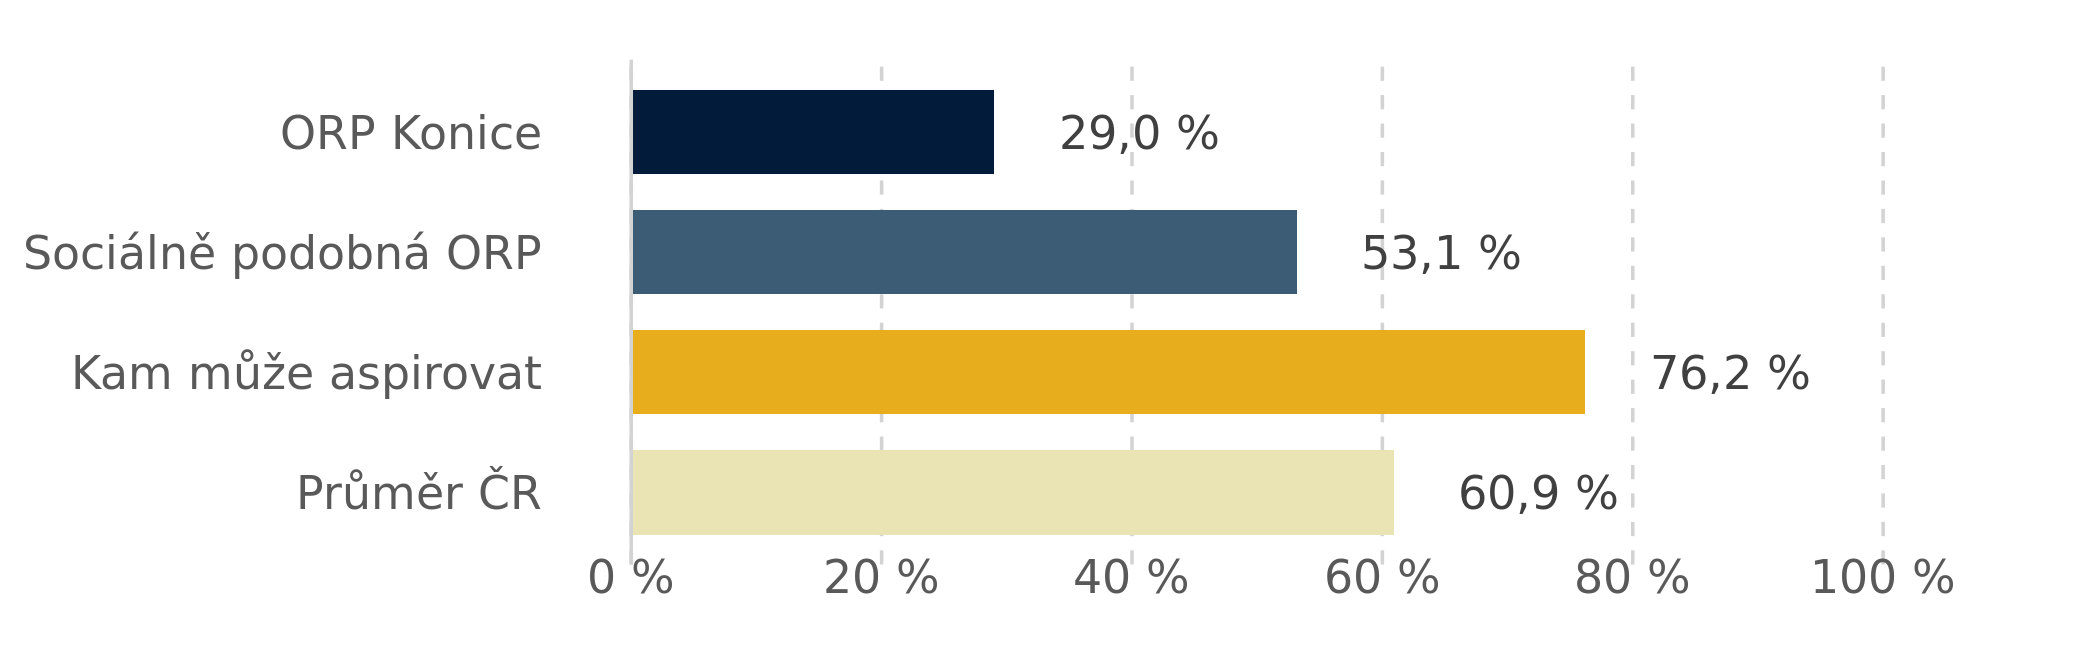 ORP Konice 29,0 %
Sociálně podobná ORP 53,1 %
Kam může aspirovat 76,2 %
Průměr ČR 60,9 %
0 % 20 % 40 % 60 % 80 % 100 %